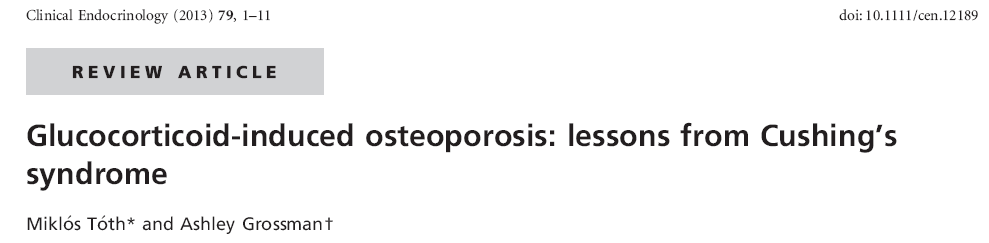 Clinical Endocrinology (2013) 79, 1–11
doi: 10.1111/cen.12189
REVIEW ARTICLE
Glucocorticoid-induced osteoporosis: lessons from Cushing's
syndrome
Miklós Tóth* and Ashley Grossman†